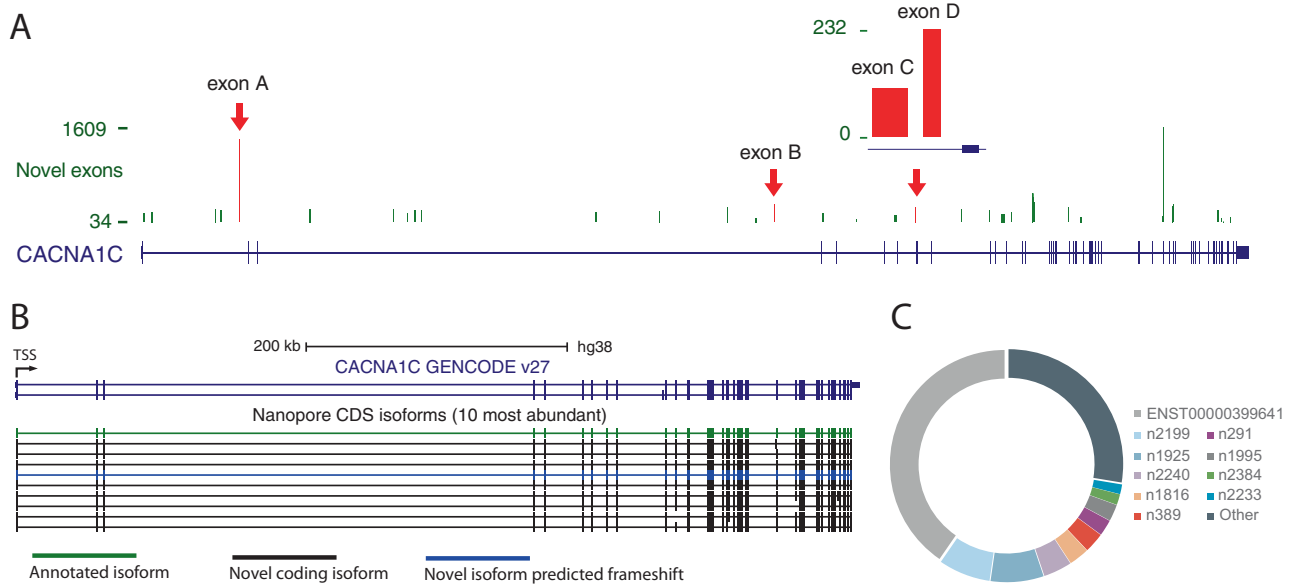 A
exon A
exon B
exon C
exon D
232
0
1609
Novel exons
34
CACNA1C
B
TSS
200 kb
hg38
CACNA1C GENCODE v27
Nanopore CDS isoforms (10 most abundant)
Annotated isoform
Novel coding isoform
Novel isoform predicted frameshift
C
ENST00000399641
n2199
n291
n1925
n1995
n2240
n2384
n1816
n2233
n389
Other